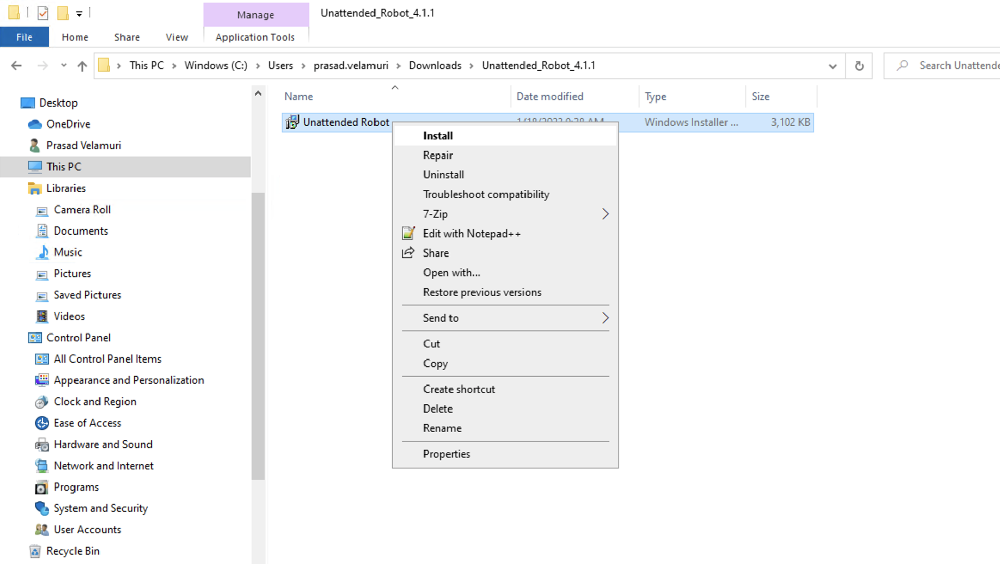 Manage
Unattended_Robot_4.1.1
File
Home
Share
View
Application Tools
This PC
Windows (C:)
Users
prasad.velamuri
Downloads
Unattended_Robot_4.1.1
Search Unattende
Desktop
OneDrive
Prasad Velamuri
This PC
Libraries
Camera Roll
Documents
Music
Pictures
Saved Pictures
Videos
Control Panel
All Control Panel Items
Appearance and Personalization
Clock and Region
Ease of Access
Hardware and Sound
Network and Internet
Programs
System and Security
User Accounts
Recycle Bin
Name
Date modified
Type
Size
Unattended Robot
Windows Installer ...
3,102 KB
Install
Repair
Uninstall
Troubleshoot compatibility
7-Zip
Edit with Notepad++
Share
Open with...
Restore previous versions
Send to
Cut
Copy
Create shortcut
Delete
Rename
Properties